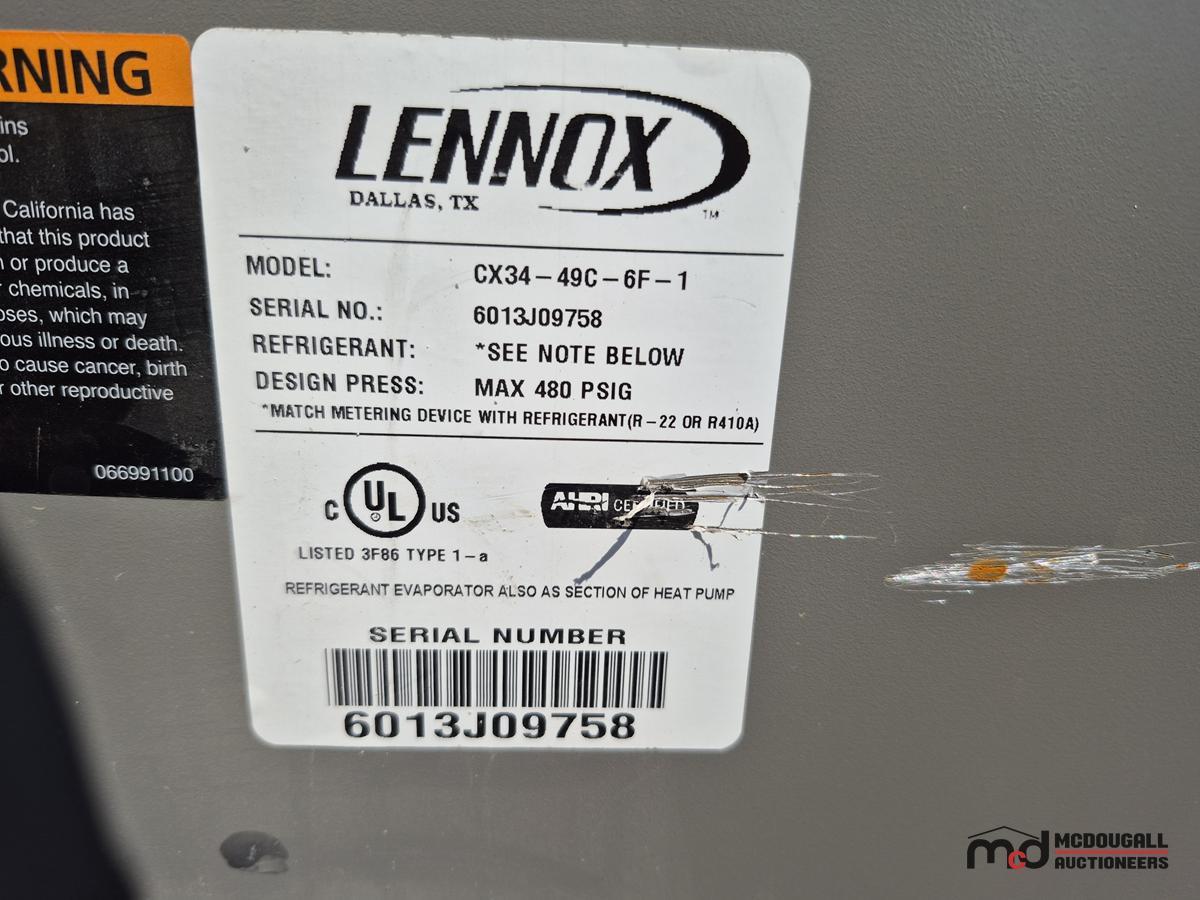 RNING
ins
ol.
California has
that this product
or produce a
chemicals, in
oses, which may
ous illness or death.
o cause cancer, birth
r other reproductive
066991100
LENNOX
DALLAS, TX
TM
MODEL: CX34-49C-6F-1
SERIAL NO.: 6013J09758
REFRIGERANT: *SEE NOTE BELOW
DESIGN PRESS: MAX 480 PSIG
*MATCH METERING DEVICE WITH REFRIGERANT(R-22 OR R410A)
C UL US
AHRI CERTIFIED
LISTED 3F86 TYPE 1-a
REFRIGERANT EVAPORATOR ALSO AS SECTION OF HEAT PUMP
SERIAL NUMBER
6013J09758
mcd MCDOUGALL
AUCTIONEERS